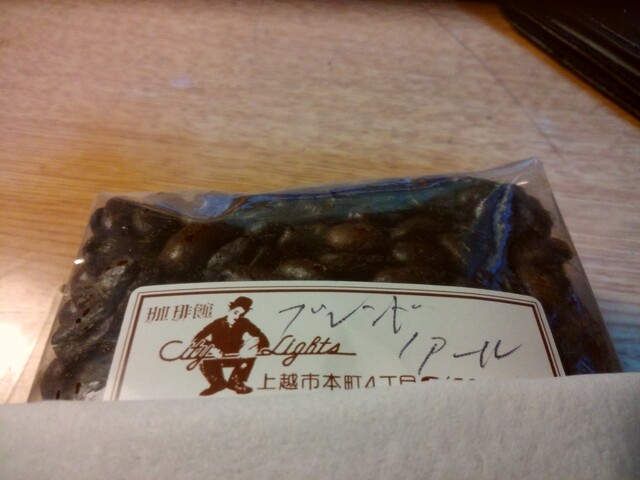 珈琲館
ブレンド
City Lights
ノアール
上越市本町4丁目